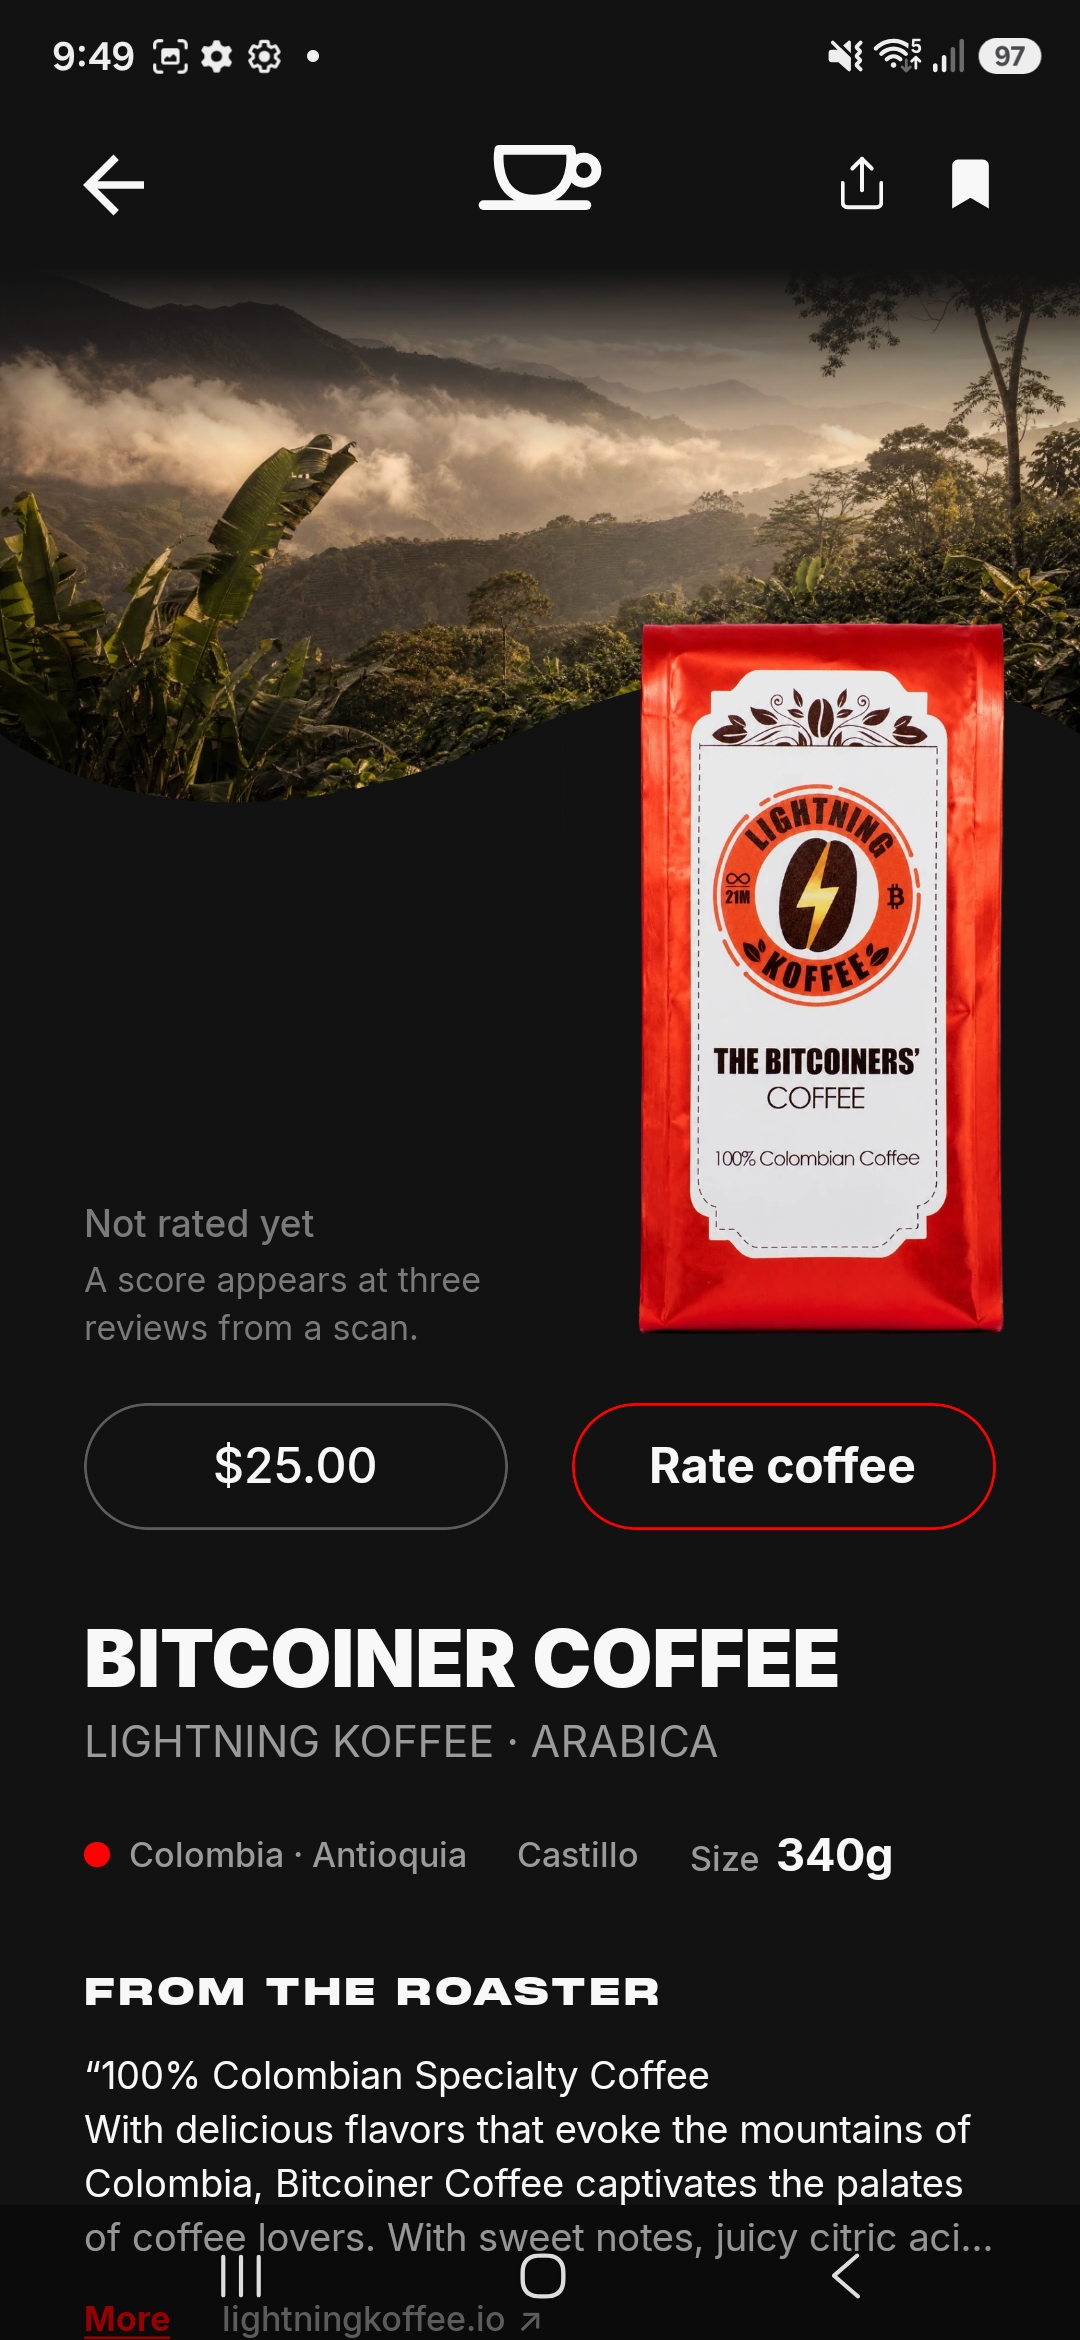 9:49
5
97
LIGHTNING
∞
21M
₿
KOFFEE
THE BITCOINERS’
COFFEE
100% Colombian Coffee
Not rated yet
A score appears at three
reviews from a scan.
$25.00
Rate coffee
BITCOINER COFFEE
LIGHTNING KOFFEE · ARABICA
Colombia · Antioquia Castillo Size 340g
FROM THE ROASTER
“100% Colombian Specialty Coffee
With delicious flavors that evoke the mountains of
Colombia, Bitcoiner Coffee captivates the palates
of coffee lovers. With sweet notes, juicy citric aci...
More lightningkoffee.io ↗